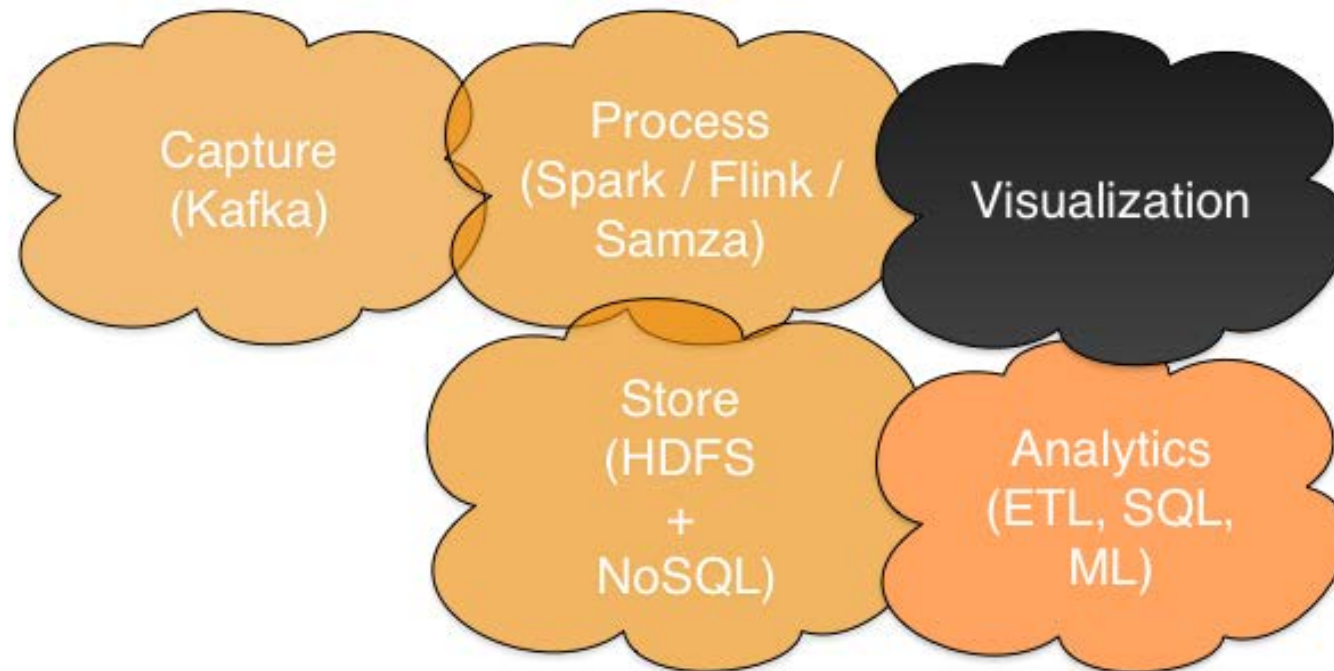 Capture
(Kafka)
Process
(Spark / Flink /
Samza)
Visualization
Store
(HDFS
+
NoSQL)
Analytics
(ETL, SQL,
ML)